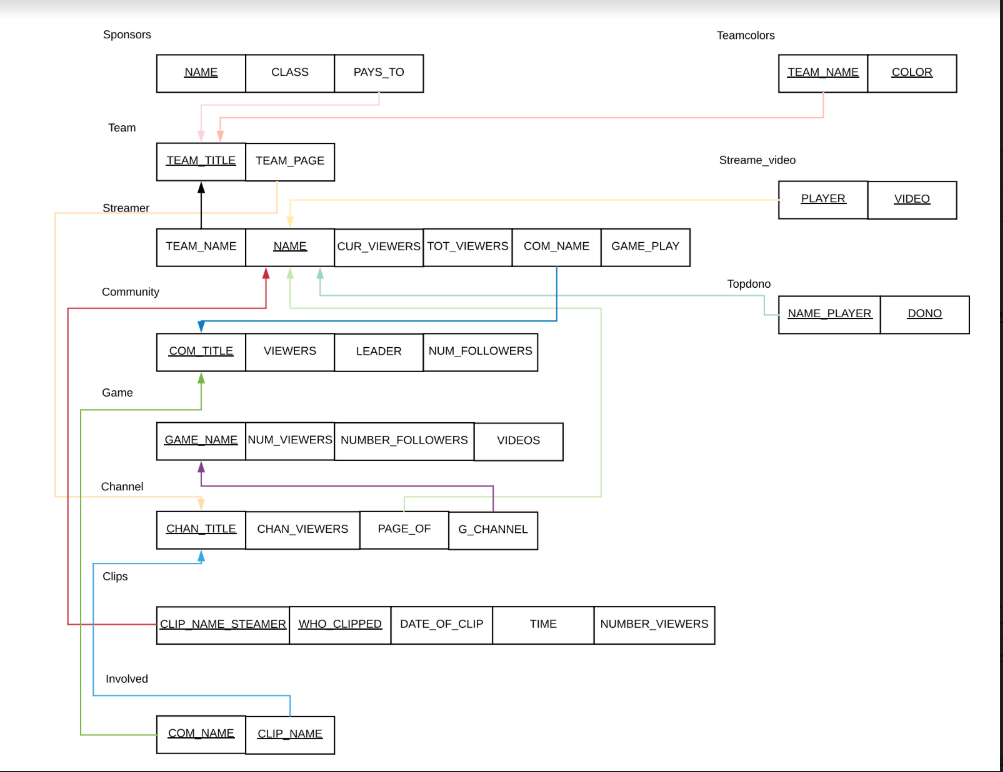 Sponsors
Teamcolors
NAME CLASS PAYS_TO
TEAM_NAME COLOR
Team
TEAM_TITLE TEAM_PAGE
Streame_video
PLAYER VIDEO
Streamer
TEAM_NAME NAME CUR_VIEWERS TOT_VIEWERS COM_NAME GAME_PLAY
Topdono
Community
NAME_PLAYER DONO
COM_TITLE VIEWERS LEADER NUM_FOLLOWERS
Game
GAME_NAME NUM_VIEWERS NUMBER_FOLLOWERS VIDEOS
Channel
CHAN_TITLE CHAN_VIEWERS PAGE_OF G_CHANNEL
Clips
CLIP_NAME_STEAMER WHO_CLIPPED DATE_OF_CLIP TIME NUMBER_VIEWERS
Involved
COM_NAME CLIP_NAME